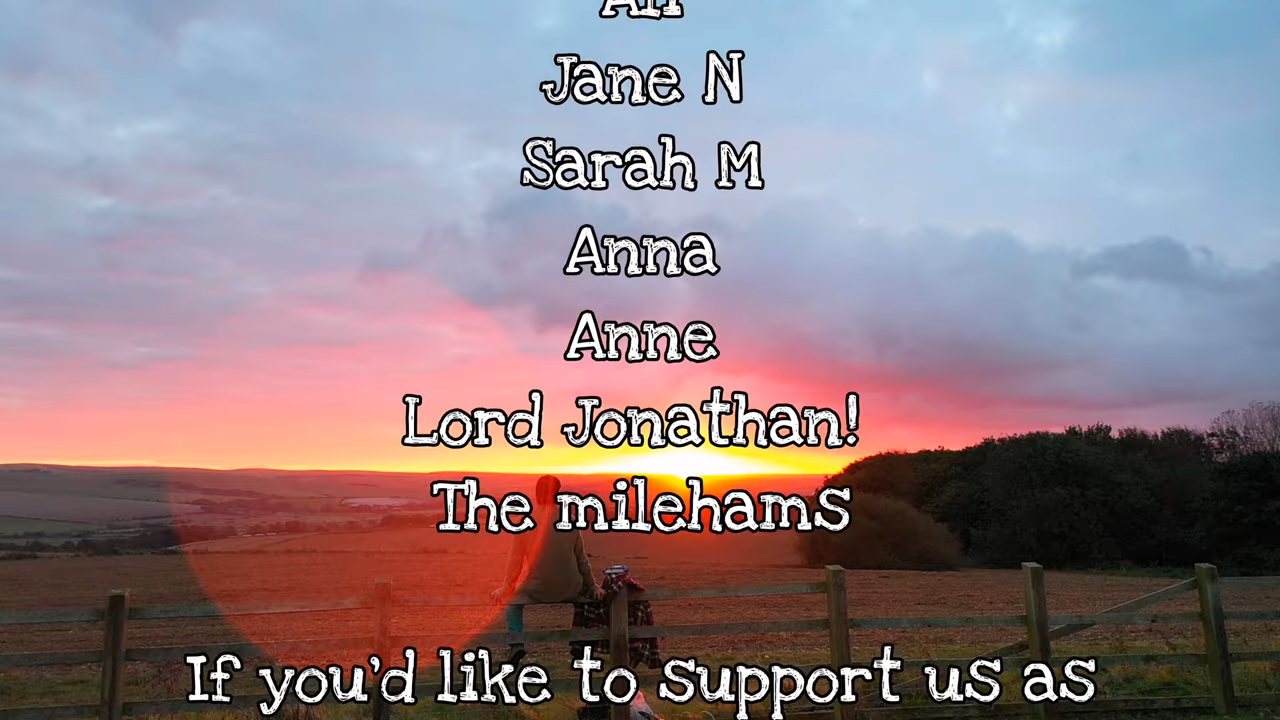 Jane N
Sarah M
Anna
Anne
Lord Jonathan!
The milehams
If you'd like to support us as